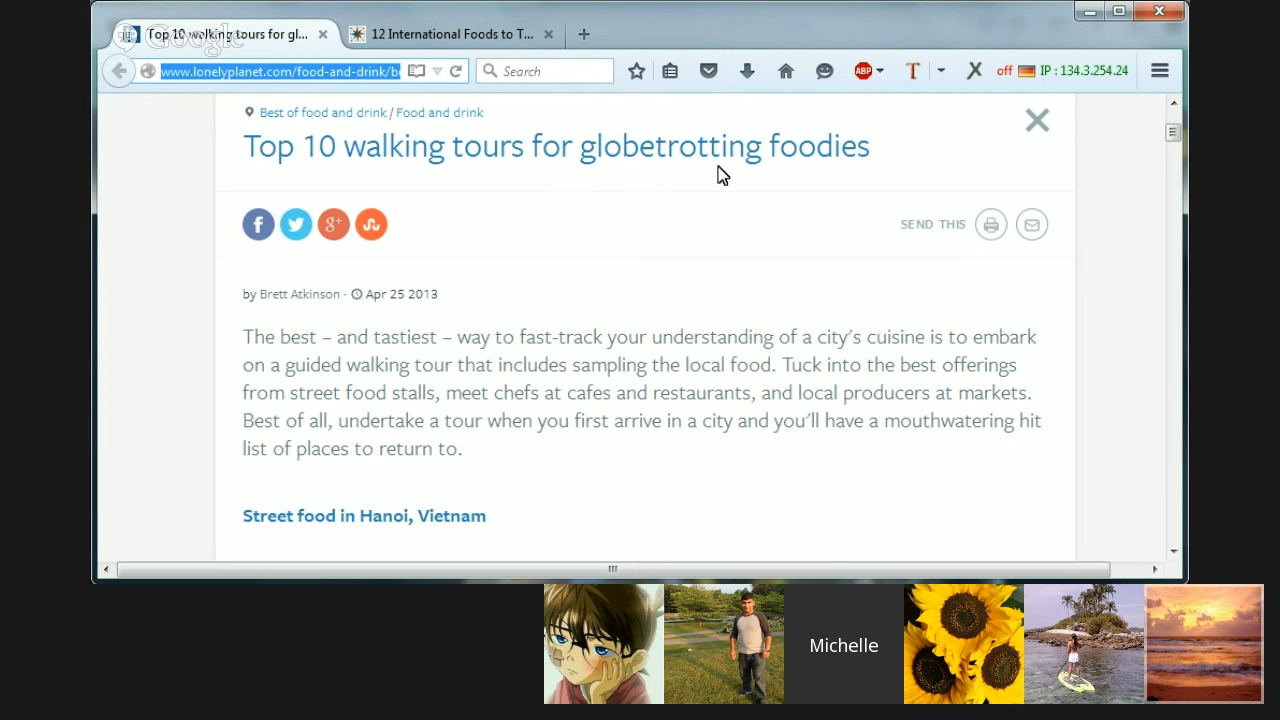 Top 10 walking tours for gl...
12 International Foods to T...
Google
www.lonelyplanet.com/food-and-drink/be
Search
ABP
T
X
off
IP : 134.3.254.24
Best of food and drink / Food and drink
Top 10 walking tours for globetrotting foodies
SEND THIS
by Brett Atkinson · Apr 25 2013
The best – and tastiest – way to fast-track your understanding of a city's cuisine is to embark
on a guided walking tour that includes sampling the local food. Tuck into the best offerings
from street food stalls, meet chefs at cafes and restaurants, and local producers at markets.
Best of all, undertake a tour when you first arrive in a city and you'll have a mouthwatering hit
list of places to return to.
Street food in Hanoi, Vietnam
Michelle